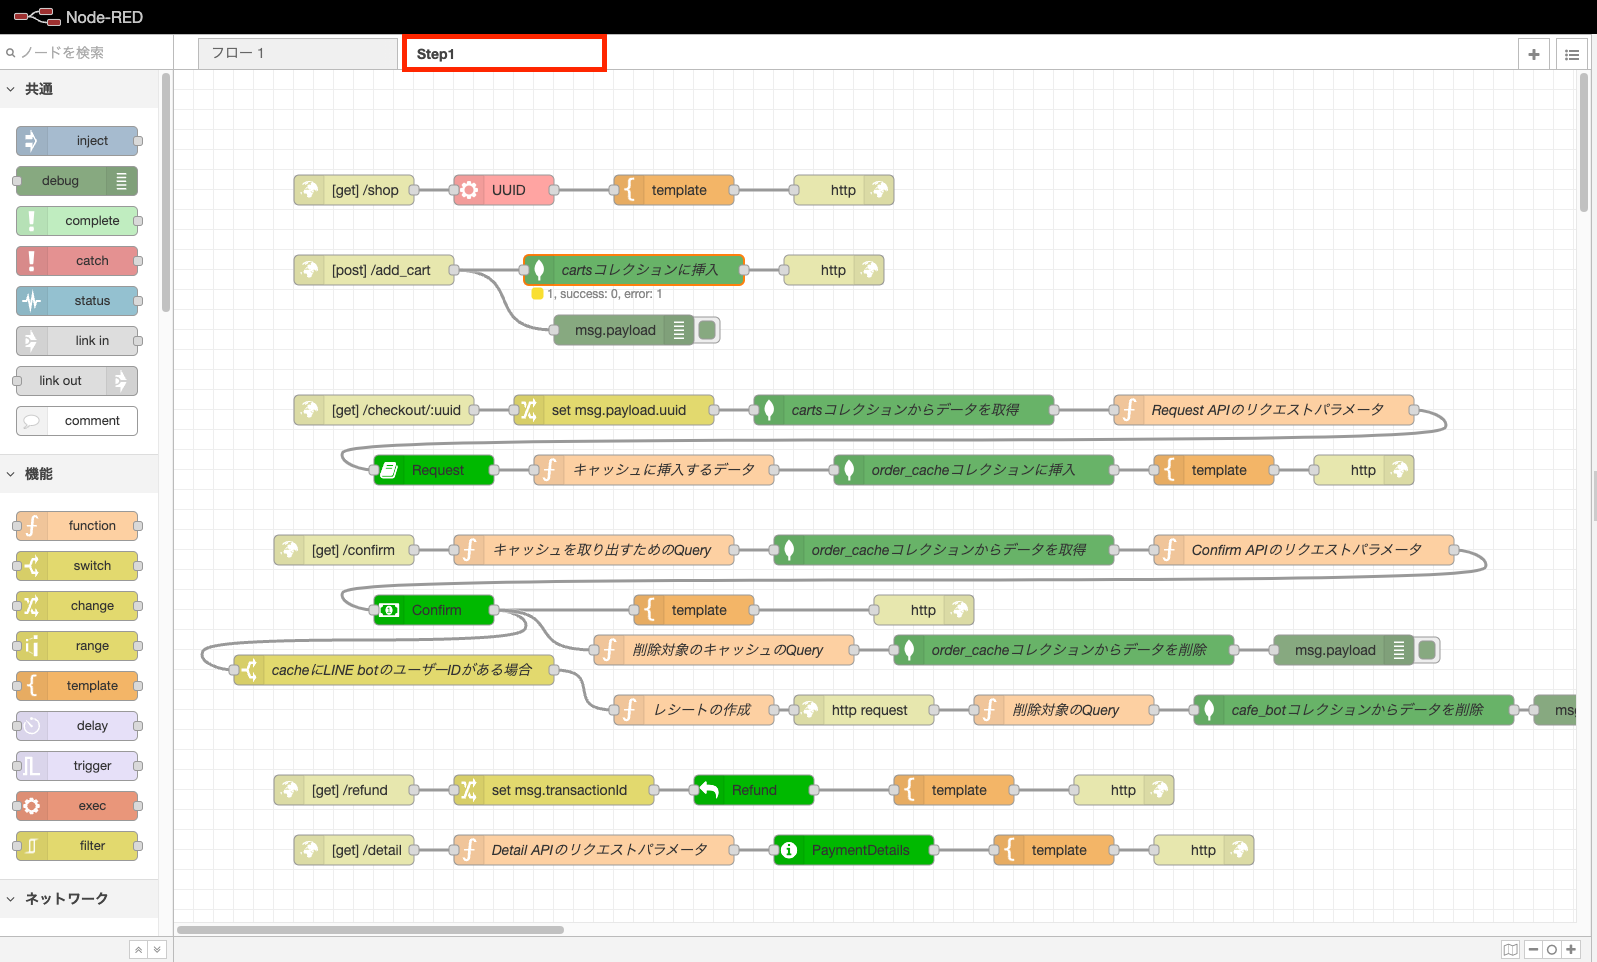 Node-RED
ノードを検索
フロー 1
Step1
共通
inject
debug
complete
catch
status
link in
link out
comment
機能
function
switch
change
range
template
delay
trigger
exec
filter
ネットワーク
[get] /shop
UUID
template
http
[post] /add_cart
cartsコレクションに挿入
http
1, success: 0, error: 1
msg.payload
[get] /checkout/:uuid
set msg.payload.uuid
cartsコレクションからデータを取得
Request APIのリクエストパラメータ
Request
キャッシュに挿入するデータ
order_cacheコレクションに挿入
template
http
[get] /confirm
キャッシュを取り出すためのQuery
order_cacheコレクションからデータを取得
Confirm APIのリクエストパラメータ
Confirm
template
http
削除対象のキャッシュのQuery
order_cacheコレクションからデータを削除
msg.payload
cacheにLINE botのユーザーIDがある場合
レシートの作成
http request
削除対象のQuery
cafe_botコレクションからデータを削除
[get] /refund
set msg.transactionId
Refund
template
http
[get] /detail
Detail APIのリクエストパラメータ
PaymentDetails
template
http